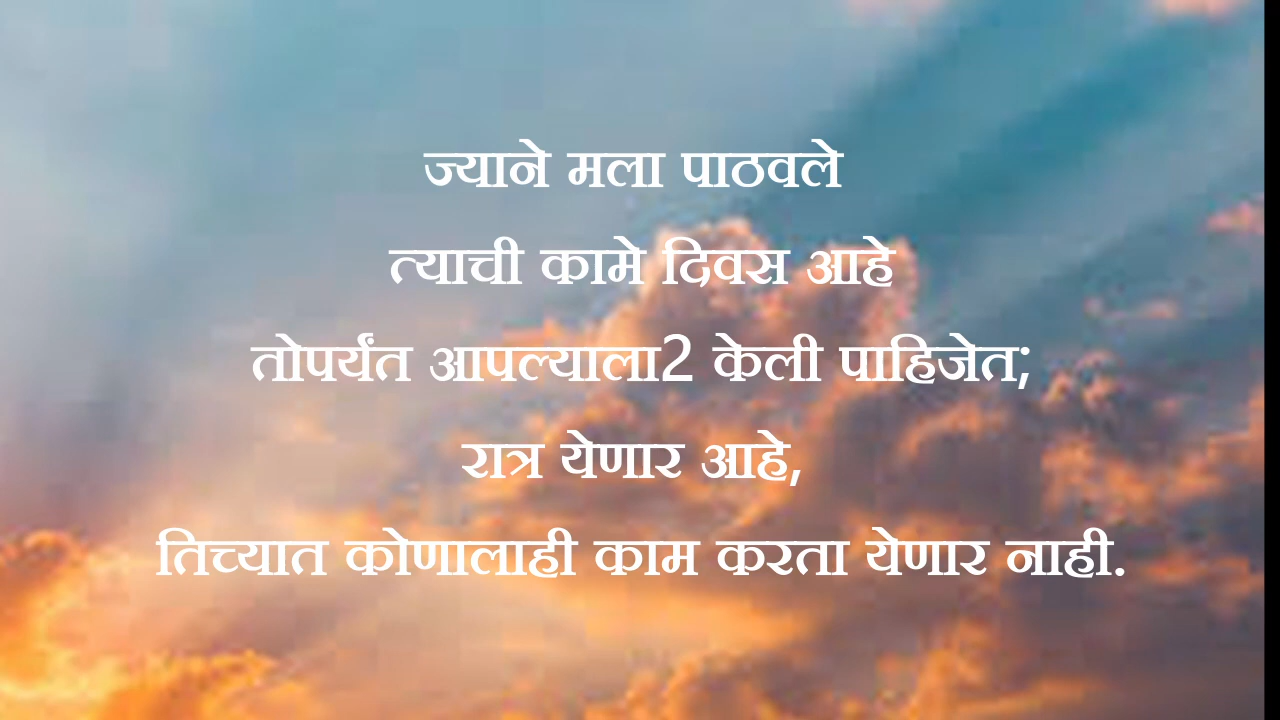 ज्याने मला पाठवले
त्याची कामे दिवस आहे
तोपर्यंत आपल्याला2 केली पाहिजेत;
रात्र येणार आहे,
तिच्यात कोणालाही काम करता येणार नाही.